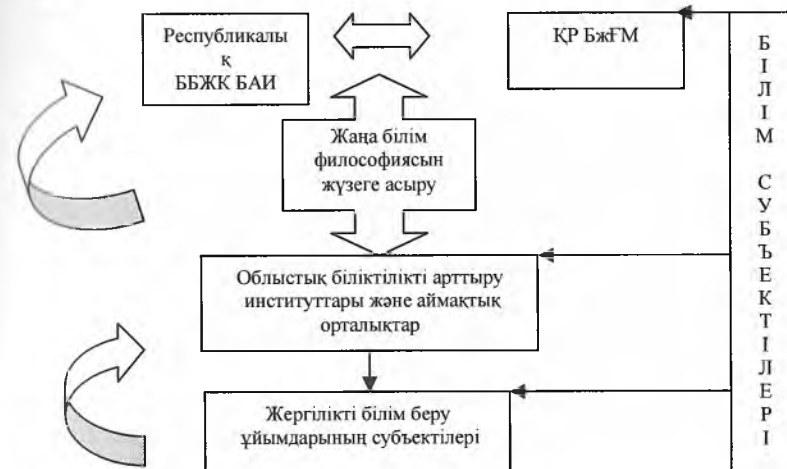 Республикалы
қ
ББЖК БАИ
ҚР БжҒМ
Жаңа білім
философиясын
жүзеге асыру
Облыстық біліктілікті арттыру
институттары және аймақтық
орталықтар
Жергілікті білім беру
ұйымдарының субъектілері
Б
І
Л
І
М
С
У
Б
Ъ
Е
К
Т
І
Л
Е
Р
І